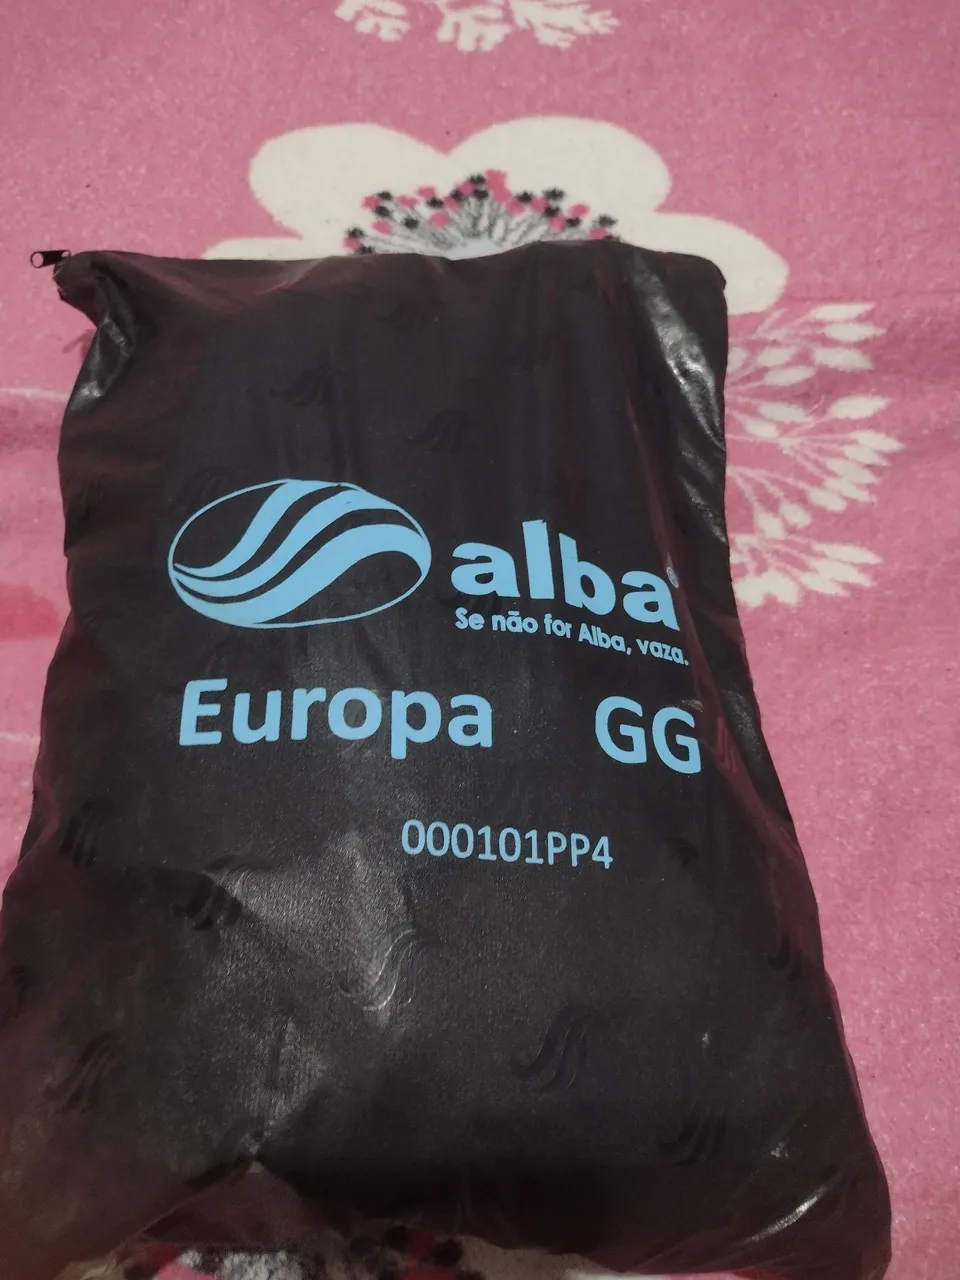 alba®
Se não for Alba, vaza.
Europa GG
000101PP4